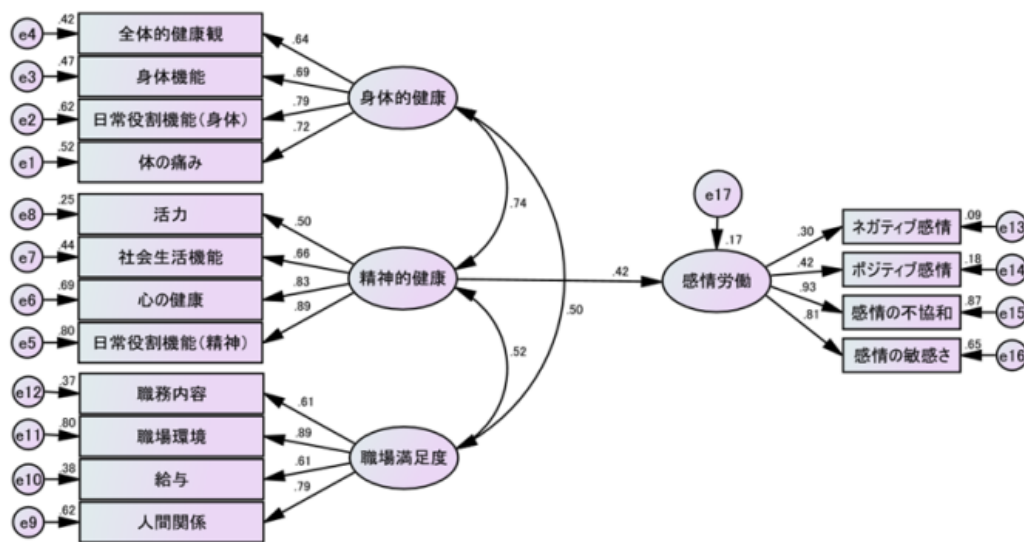 e4
.42
全体的健康観
.64
e3
.47
身体機能
.69
e2
.62
日常役割機能(身体)
.79
e1
.52
体の痛み
.72
身体的健康
e8
.25
活力
.50
e7
.44
社会生活機能
.66
e6
.69
心の健康
.83
e5
.80
日常役割機能(精神)
.89
精神的健康
e12
.37
職務内容
.61
e11
.80
職場環境
.89
e10
.38
給与
.61
e9
.62
人間関係
.79
職場満足度
.74
.50
.52
.42
e17
.17
感情労働
.30
ネガティブ感情
.09
e13
.42
ポジティブ感情
.18
e14
.93
感情の不協和
.87
e15
.81
感情の敏感さ
.65
e16